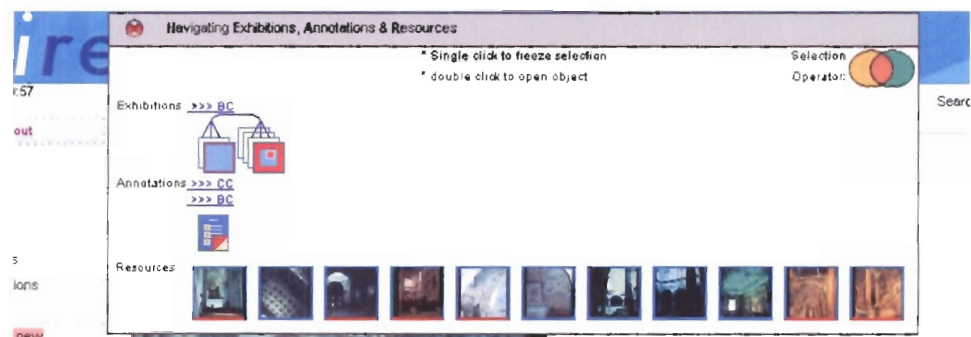 ire
Navigating Exhibitions, Annotations & Resources
* Single click to freeze selection
* double click to open object
Selection
Operator:
:57
Searc
out
Exhibitions >>> BC
Annotations >>> CC
>>> BC
s
ions
Resources
new